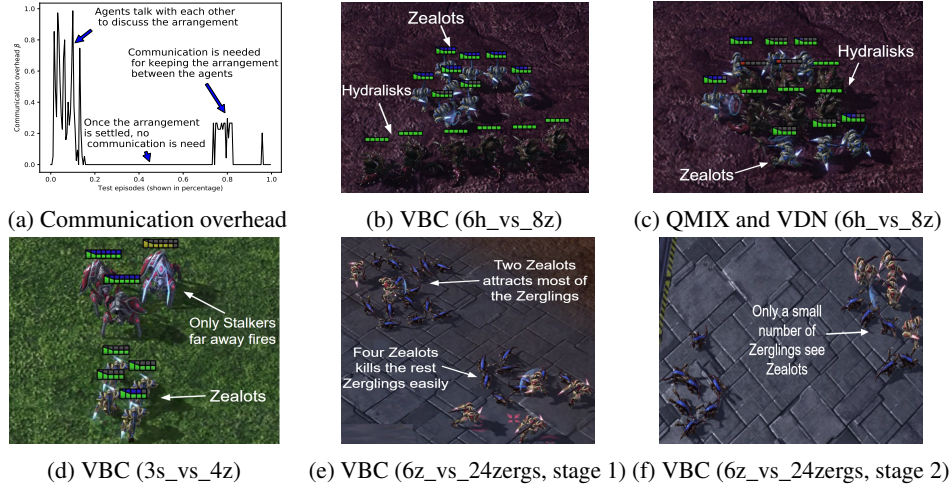 Agents talk with each other
to discuss the arrangement
Communication is needed
for keeping the arrangement
between the agents
Once the arrangement
is settled, no
communication is need
Communication overhead β
1.0
0.8
0.6
0.4
0.2
0.0
0.0 0.2 0.4 0.6 0.8 1.0
Test episodes (shown in percentage)
(a) Communication overhead
Zealots
Hydralisks
(b) VBC (6h_vs_8z)
Hydralisks
Zealots
(c) QMIX and VDN (6h_vs_8z)
Only Stalkers
far away fires
Zealots
(d) VBC (3s_vs_4z)
Two Zealots
attracts most of
the Zerglings
Four Zealots
kills the rest
Zerglings easily
(e) VBC (6z_vs_24zergs, stage 1)
Only a small
number of
Zerglings see
Zealots
(f) VBC (6z_vs_24zergs, stage 2)